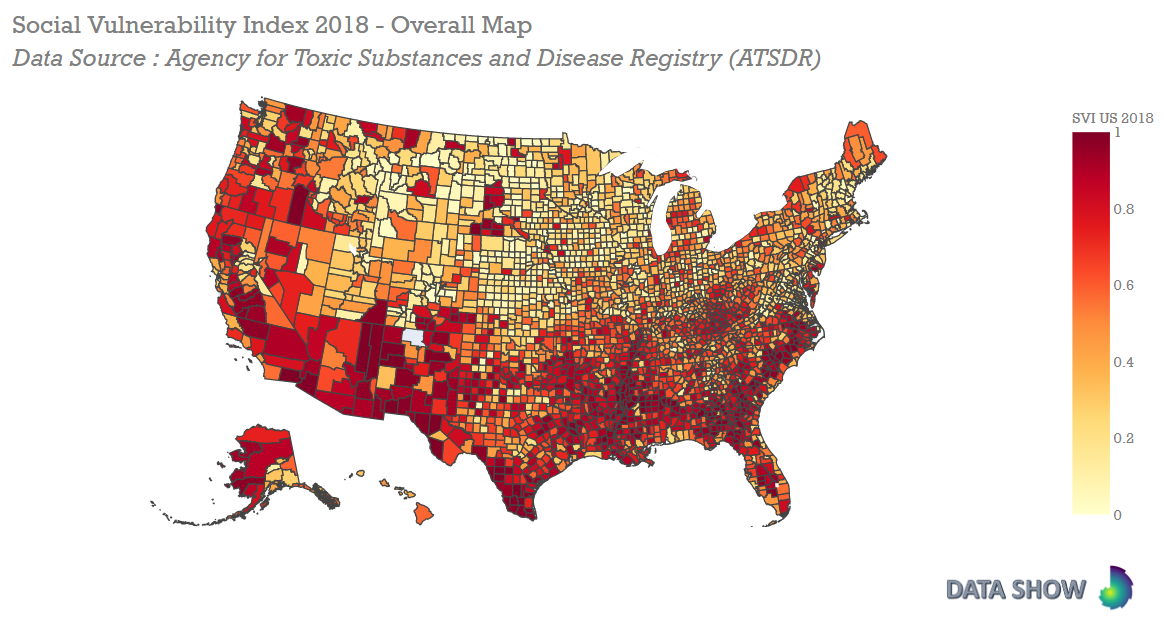 Social Vulnerability Index 2018 - Overall Map
Data Source : Agency for Toxic Substances and Disease Registry (ATSDR)
SVI US 2018
1
0.8
0.6
0.4
0.2
0
DATA SHOW